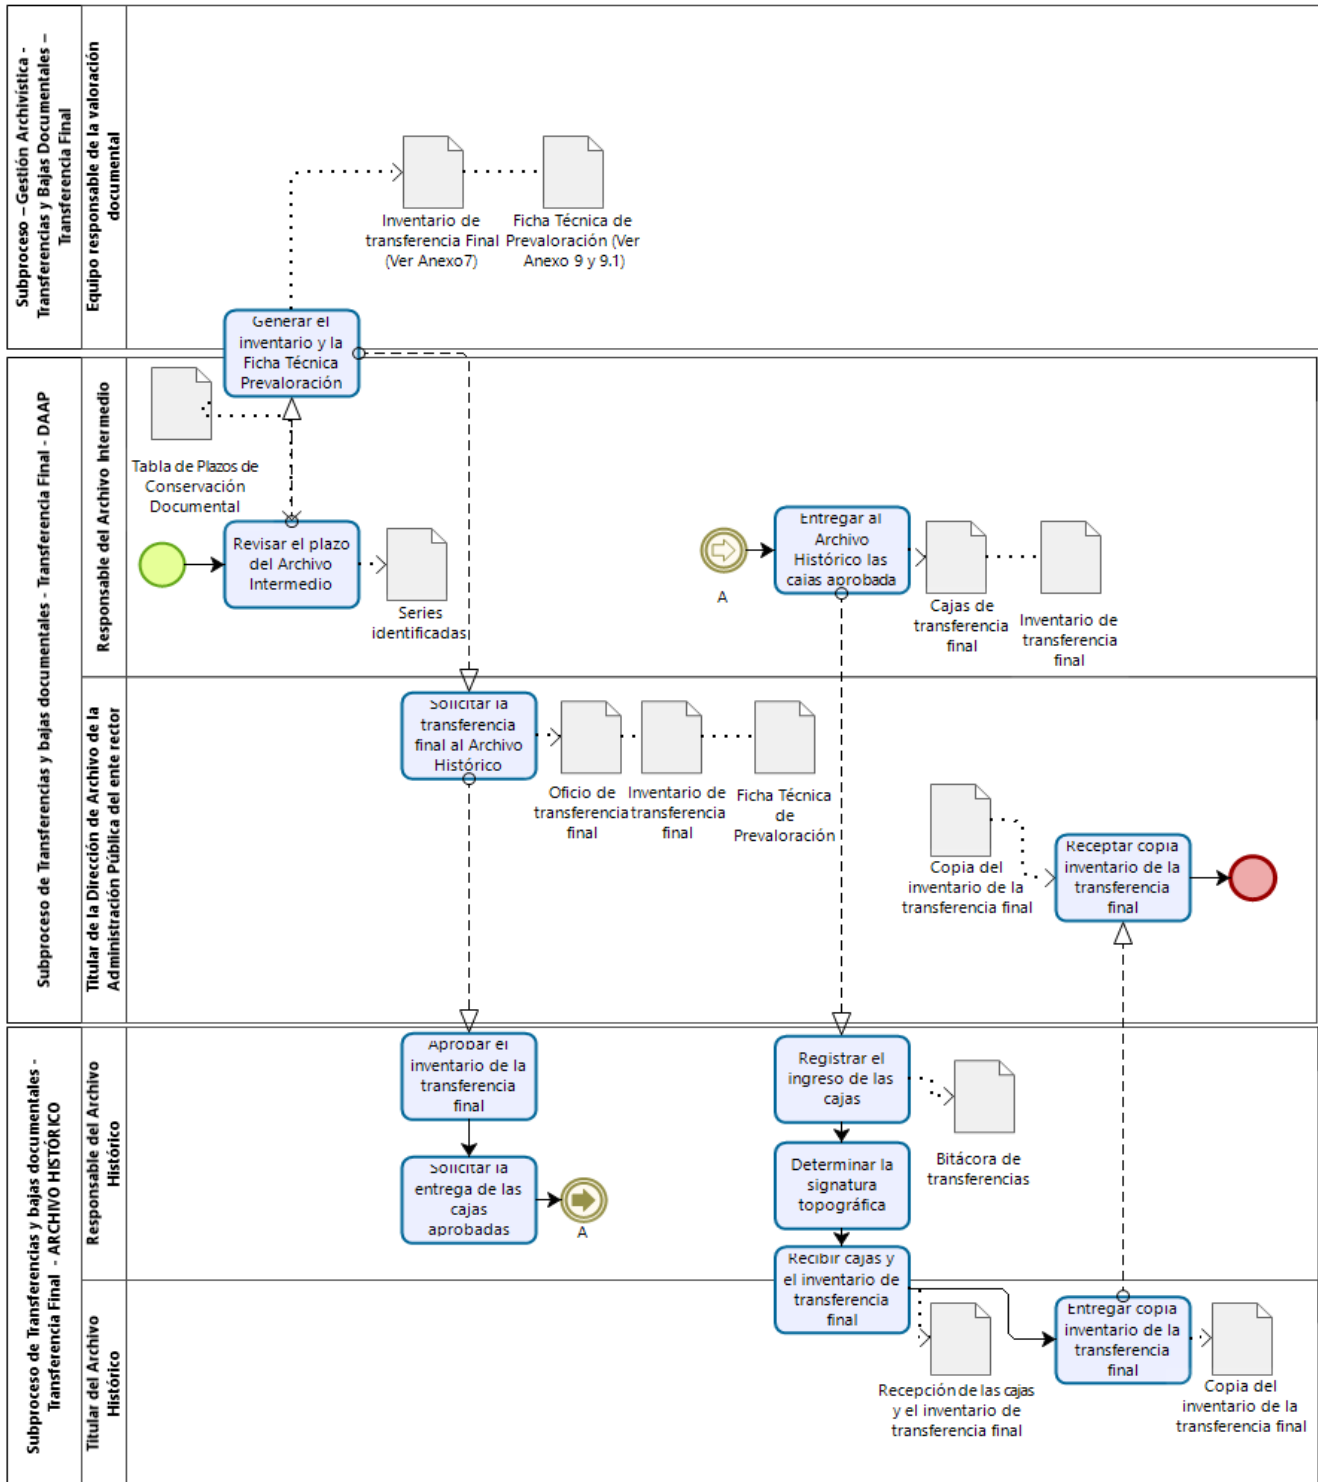 Subproceso – Gestión Archivística -
Transferencias y Bajas Documentales –
Transferencia Final
Equipo responsable de la valoración
documental
Inventario de
transferencia Final
(Ver Anexo7)
Ficha Técnica de
Prevaloración (Ver
Anexo 9 y 9.1)
Generar el
inventario y la
Ficha Técnica
Prevaloración
Subproceso de Transferencias y bajas documentales - Transferencia Final - DAAP
Responsable del Archivo Intermedio
Tabla de Plazos de
Conservación
Documental
Revisar el plazo
del Archivo
Intermedio
Series
identificadas
A
Entregar al
Archivo
Histórico las
cajas aprobada
Cajas de
transferencia
final
Inventario de
transferencia
final
Titular de la Dirección de Archivo de la
Administración Pública del ente rector
Solicitar la
transferencia
final al Archivo
Histórico
Oficio de
transferencia
final
Inventario de
transferencia
final
Ficha Técnica
de
Prevaloración
Copia del
inventario de la
transferencia final
Receptar copia
inventario de la
transferencia
final
Subproceso de Transferencias y bajas documentales -
Transferencia Final - ARCHIVO HISTÓRICO
Responsable del Archivo
Histórico
Aprobar el
inventario de la
transferencia
final
Solicitar la
entrega de las
cajas
aprobadas
A
Registrar el
ingreso de las
cajas
Bitácora de
transferencias
Determinar la
signatura
topográfica
Recibir cajas y
el inventario de
transferencia
final
Titular del Archivo
Histórico
Recepción de las cajas
y el inventario de
transferencia final
Entregar copia
inventario de la
transferencia
final
Copia del
inventario de la
transferencia final